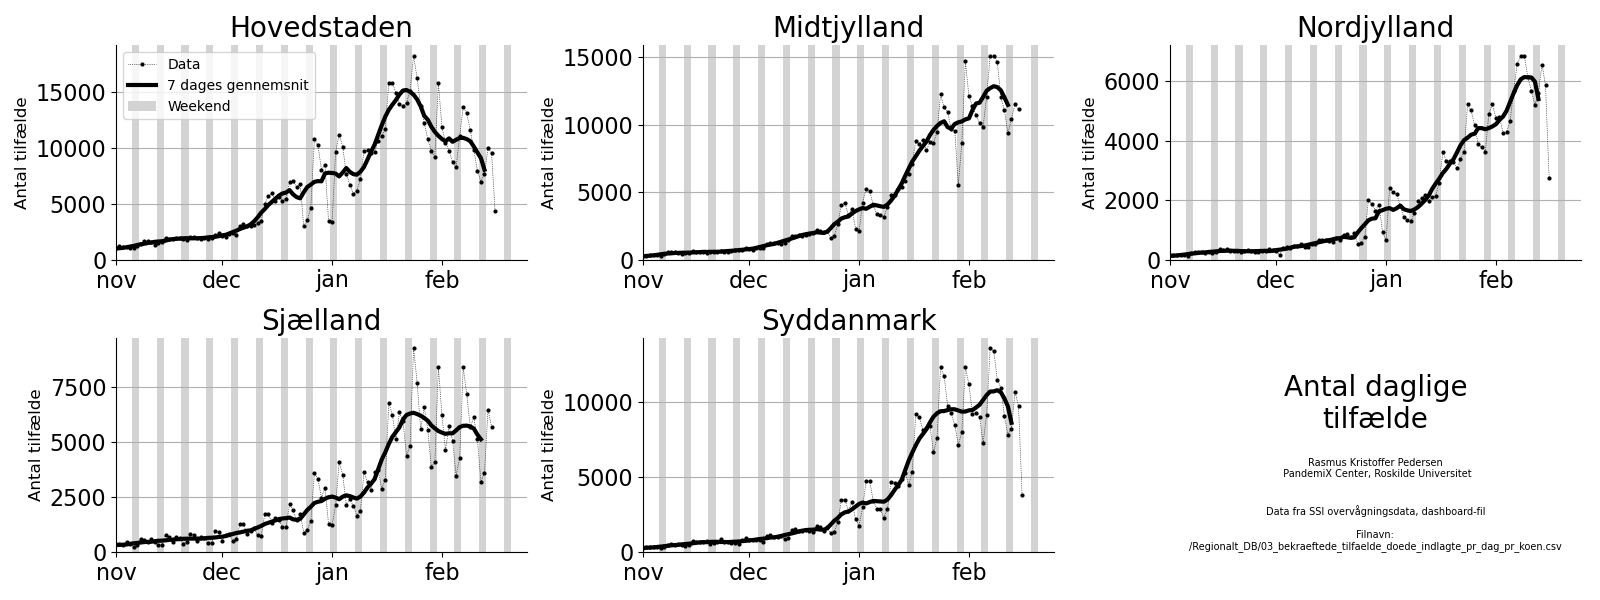 Hovedstaden
Antal tilfælde
15000
10000
5000
0
Data
7 dages gennemsnit
Weekend
nov dec jan feb
Midtjylland
Antal tilfælde
15000
10000
5000
0
nov dec jan feb
Nordjylland
Antal tilfælde
6000
4000
2000
0
nov dec jan feb
Sjælland
Antal tilfælde
7500
5000
2500
0
nov dec jan feb
Syddanmark
Antal tilfælde
10000
5000
0
nov dec jan feb
Antal daglige
tilfælde
Rasmus Kristoffer Pedersen
PandemiX Center, Roskilde Universitet
Data fra SSI overvågningsdata, dashboard-fil
Filnavn:
/Regionalt_DB/03_bekraeftede_tilfaelde_doede_indlagte_pr_dag_pr_koen.csv